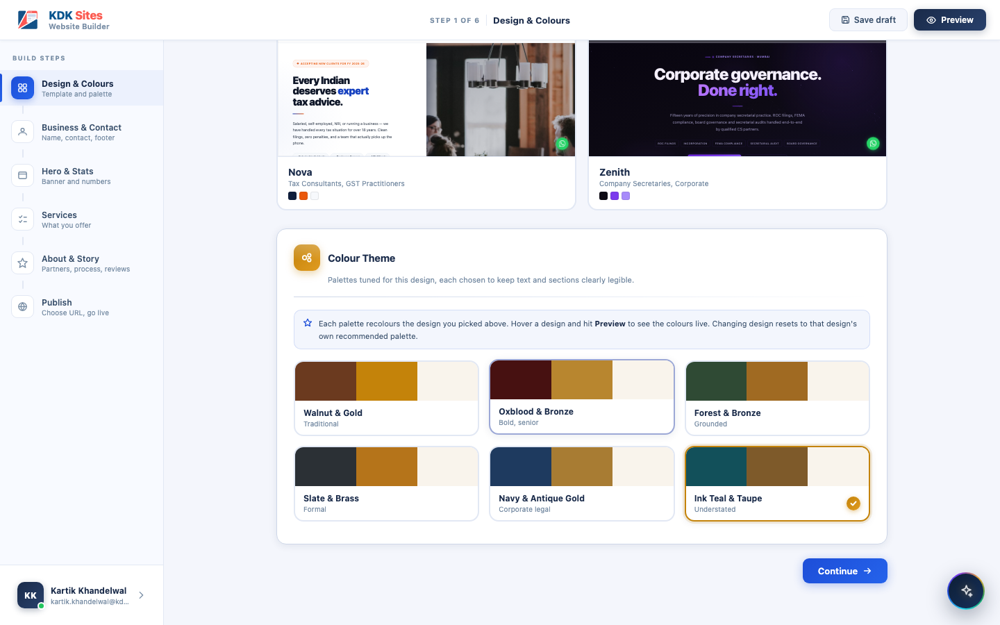 KDK Sites
Website Builder
STEP 1 OF 6
Design & Colours
Save draft
Preview
BUILD STEPS
Design & Colours
Template and palette
Business & Contact
Name, contact, footer
Hero & Stats
Banner and numbers
Services
What you offer
About & Story
Partners, process, reviews
Publish
Choose URL, go live
KK
Kartik Khandelwal
kartik.khandelwal@kd...
ACCEPTING NEW CLIENTS FOR FY 2025-26
Every Indian
deserves expert
tax advice.
Salaried, self-employed, NRI, or running a business — we
have handled every tax situation for over 18 years. Clean
filings, zero penalties, and a team that actually picks up the
phone.
Nova
Tax Consultants, GST Practitioners
COMPANY SECRETARIES · MUMBAI
Corporate governance.
Done right.
Fifteen years of precision in company secretarial practice. ROC filings, FEMA
compliance, board governance and secretarial audits handled end-to-end
by qualified CS partners.
ROC FILINGS
INCORPORATION
FEMA COMPLIANCE
SECRETARIAL AUDIT
BOARD GOVERNANCE
Zenith
Company Secretaries, Corporate
Colour Theme
Palettes tuned for this design, each chosen to keep text and sections clearly legible.
Each palette recolours the design you picked above. Hover a design and hit Preview to see the colours live. Changing design resets to that design's
own recommended palette.
Walnut & Gold
Traditional
Oxblood & Bronze
Bold, senior
Forest & Bronze
Grounded
Slate & Brass
Formal
Navy & Antique Gold
Corporate legal
Ink Teal & Taupe
Understated
Continue